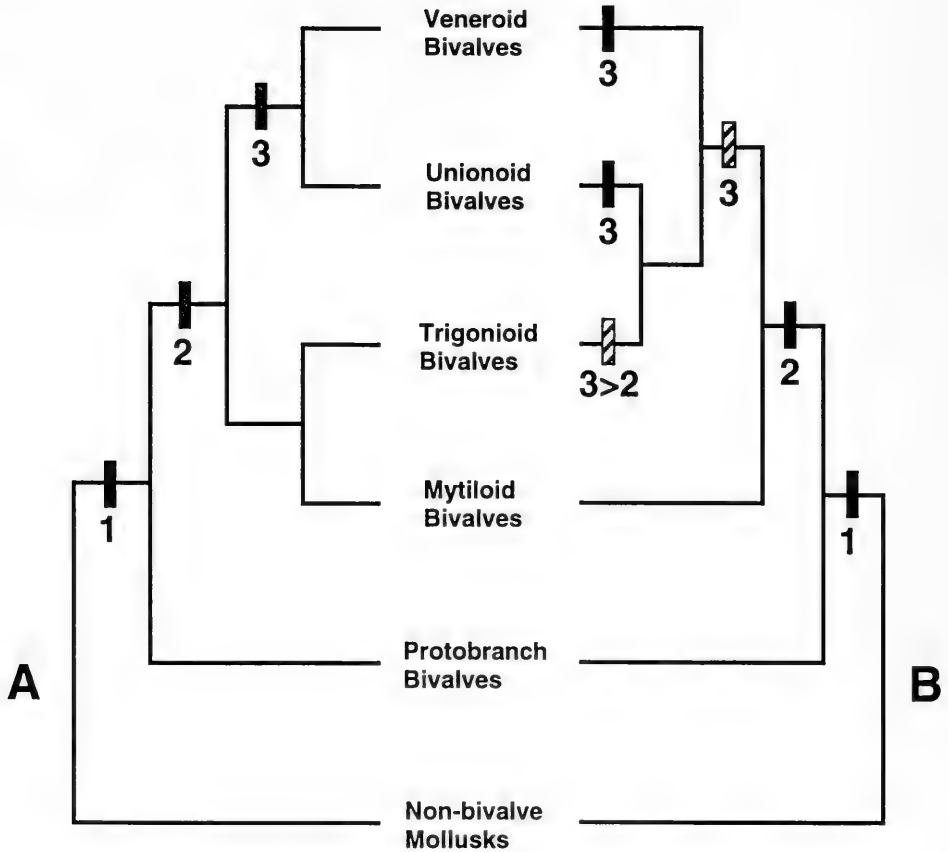 Veneroid
Bivalves
3
3
Unionoid
Bivalves
3
3
Trigonioid
Bivalves
3>2
2
2
Mytiloid
Bivalves
1
1
Protobranch
Bivalves
A
B
Non-bivalve
Mollusks